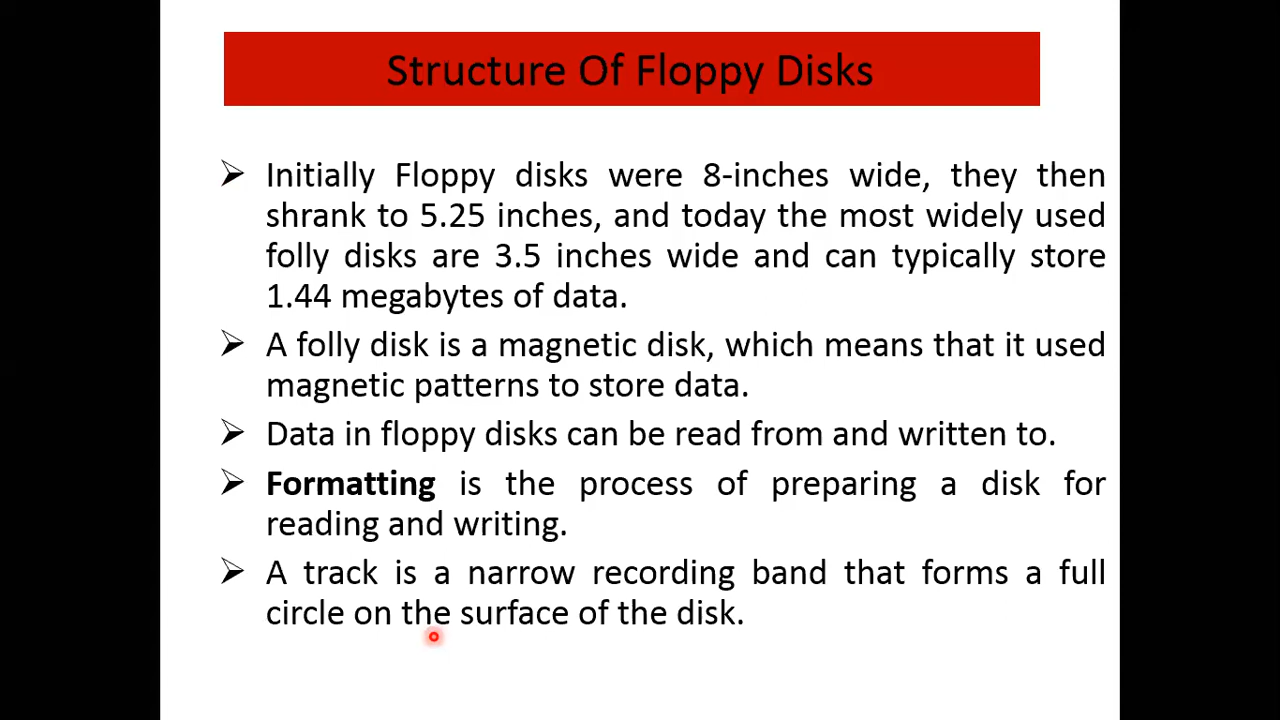 Structure Of Floppy Disks
➢ Initially Floppy disks were 8-inches wide, they then
shrank to 5.25 inches, and today the most widely used
folly disks are 3.5 inches wide and can typically store
1.44 megabytes of data.
➢ A folly disk is a magnetic disk, which means that it used
magnetic patterns to store data.
➢ Data in floppy disks can be read from and written to.
➢ Formatting is the process of preparing a disk for
reading and writing.
➢ A track is a narrow recording band that forms a full
circle on the surface of the disk.